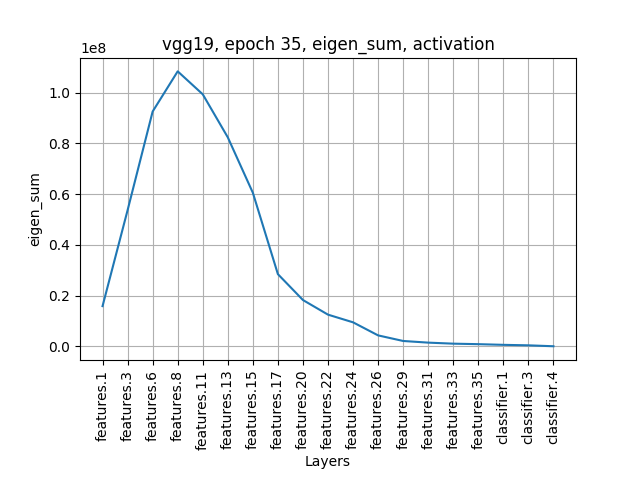 vgg19, epoch 35, eigen_sum, activation
1e8
1.0
0.8
0.6
0.4
0.2
0.0
eigen_sum
features.1
features.3
features.6
features.8
features.11
features.13
features.15
features.17
features.20
features.22
features.24
features.26
features.29
features.31
features.33
features.35
classifier.1
classifier.3
classifier.4
Layers